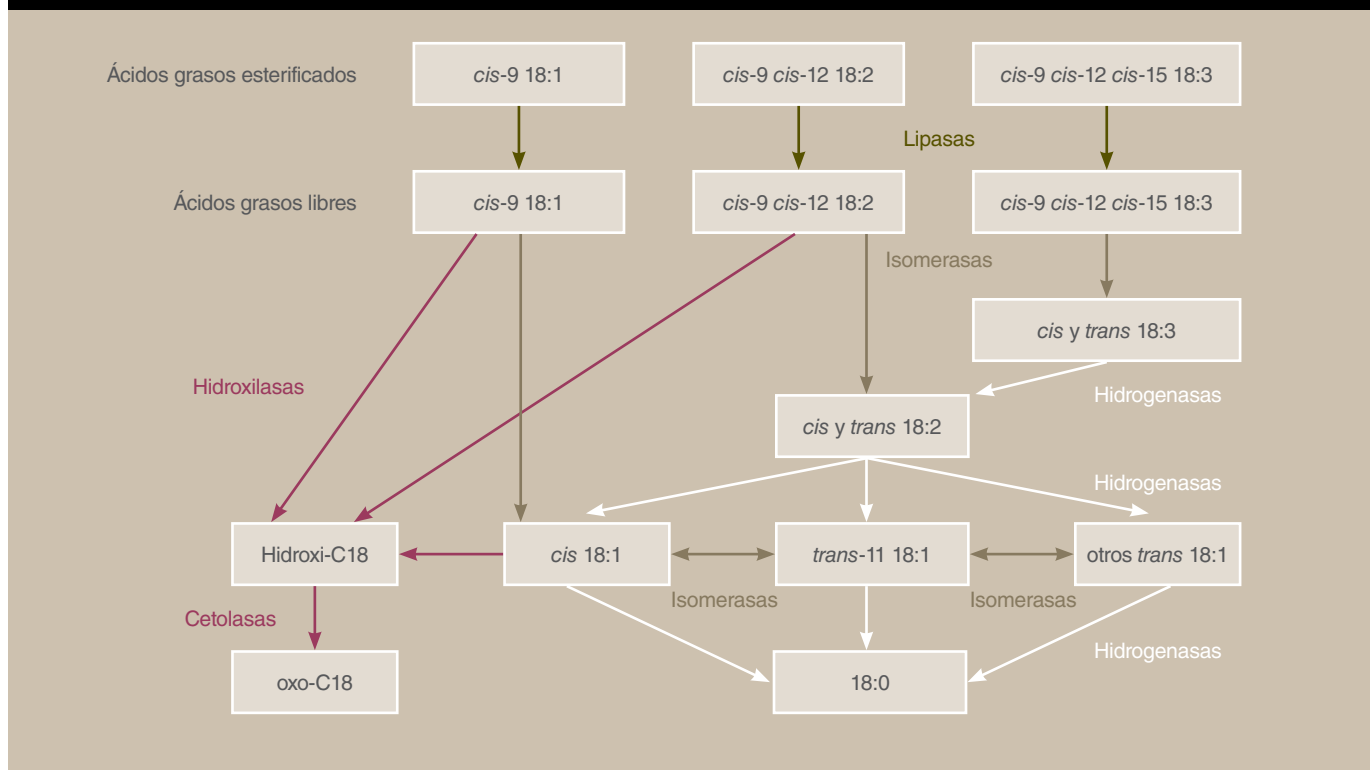 Ácidos grasos esterificados
cis-9 18:1
cis-9 cis-12 18:2
cis-9 cis-12 cis-15 18:3
Lipasas
Ácidos grasos libres
cis-9 18:1
cis-9 cis-12 18:2
cis-9 cis-12 cis-15 18:3
Isomerasas
cis y trans 18:3
Hidroxilasas
Hidrogenasas
cis y trans 18:2
Hidrogenasas
Hidroxi-C18
cis 18:1
trans-11 18:1
otros trans 18:1
Isomerasas
Isomerasas
Cetolasas
Hidrogenasas
oxo-C18
18:0